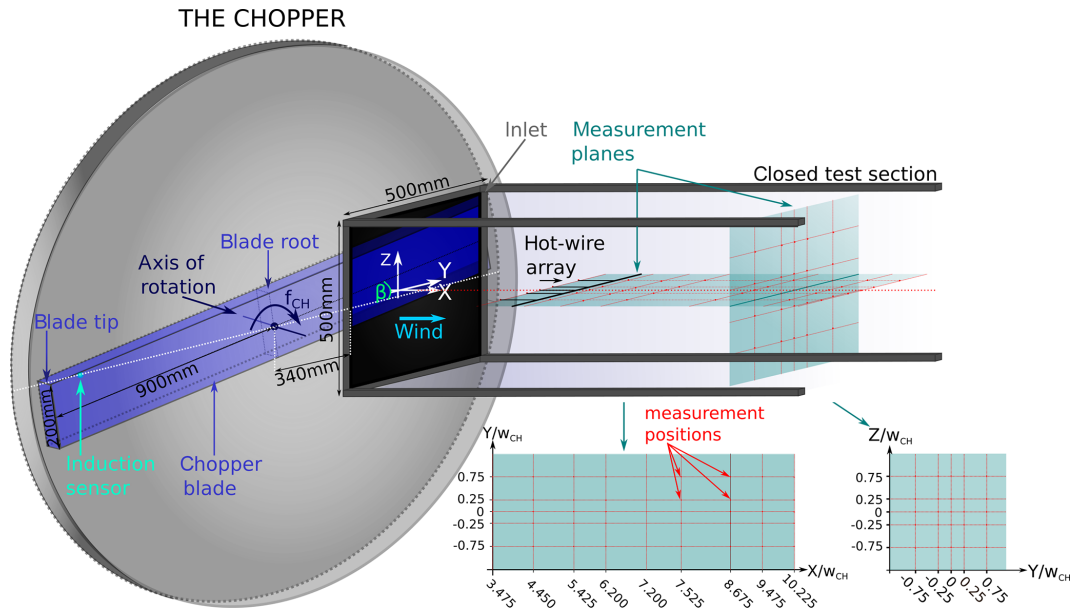 THE CHOPPER
Inlet
Measurement
planes
Closed test section
500mm
Blade root
Axis of
rotation
f_CH
Z
Y
X
β
Hot-wire
array
Wind
500mm
Blade tip
900mm
340mm
200mm
Induction
sensor
Chopper
blade
measurement
positions
Y/w_CH
0.75
0.25
0
-0.25
-0.75
X/w_CH
3.475
4.450
5.425
6.200
7.200
7.525
8.675
9.475
10.225
Z/w_CH
0.75
0.25
0
-0.25
-0.75
Y/w_CH
-0.75
-0.25
0
0.25
0.75